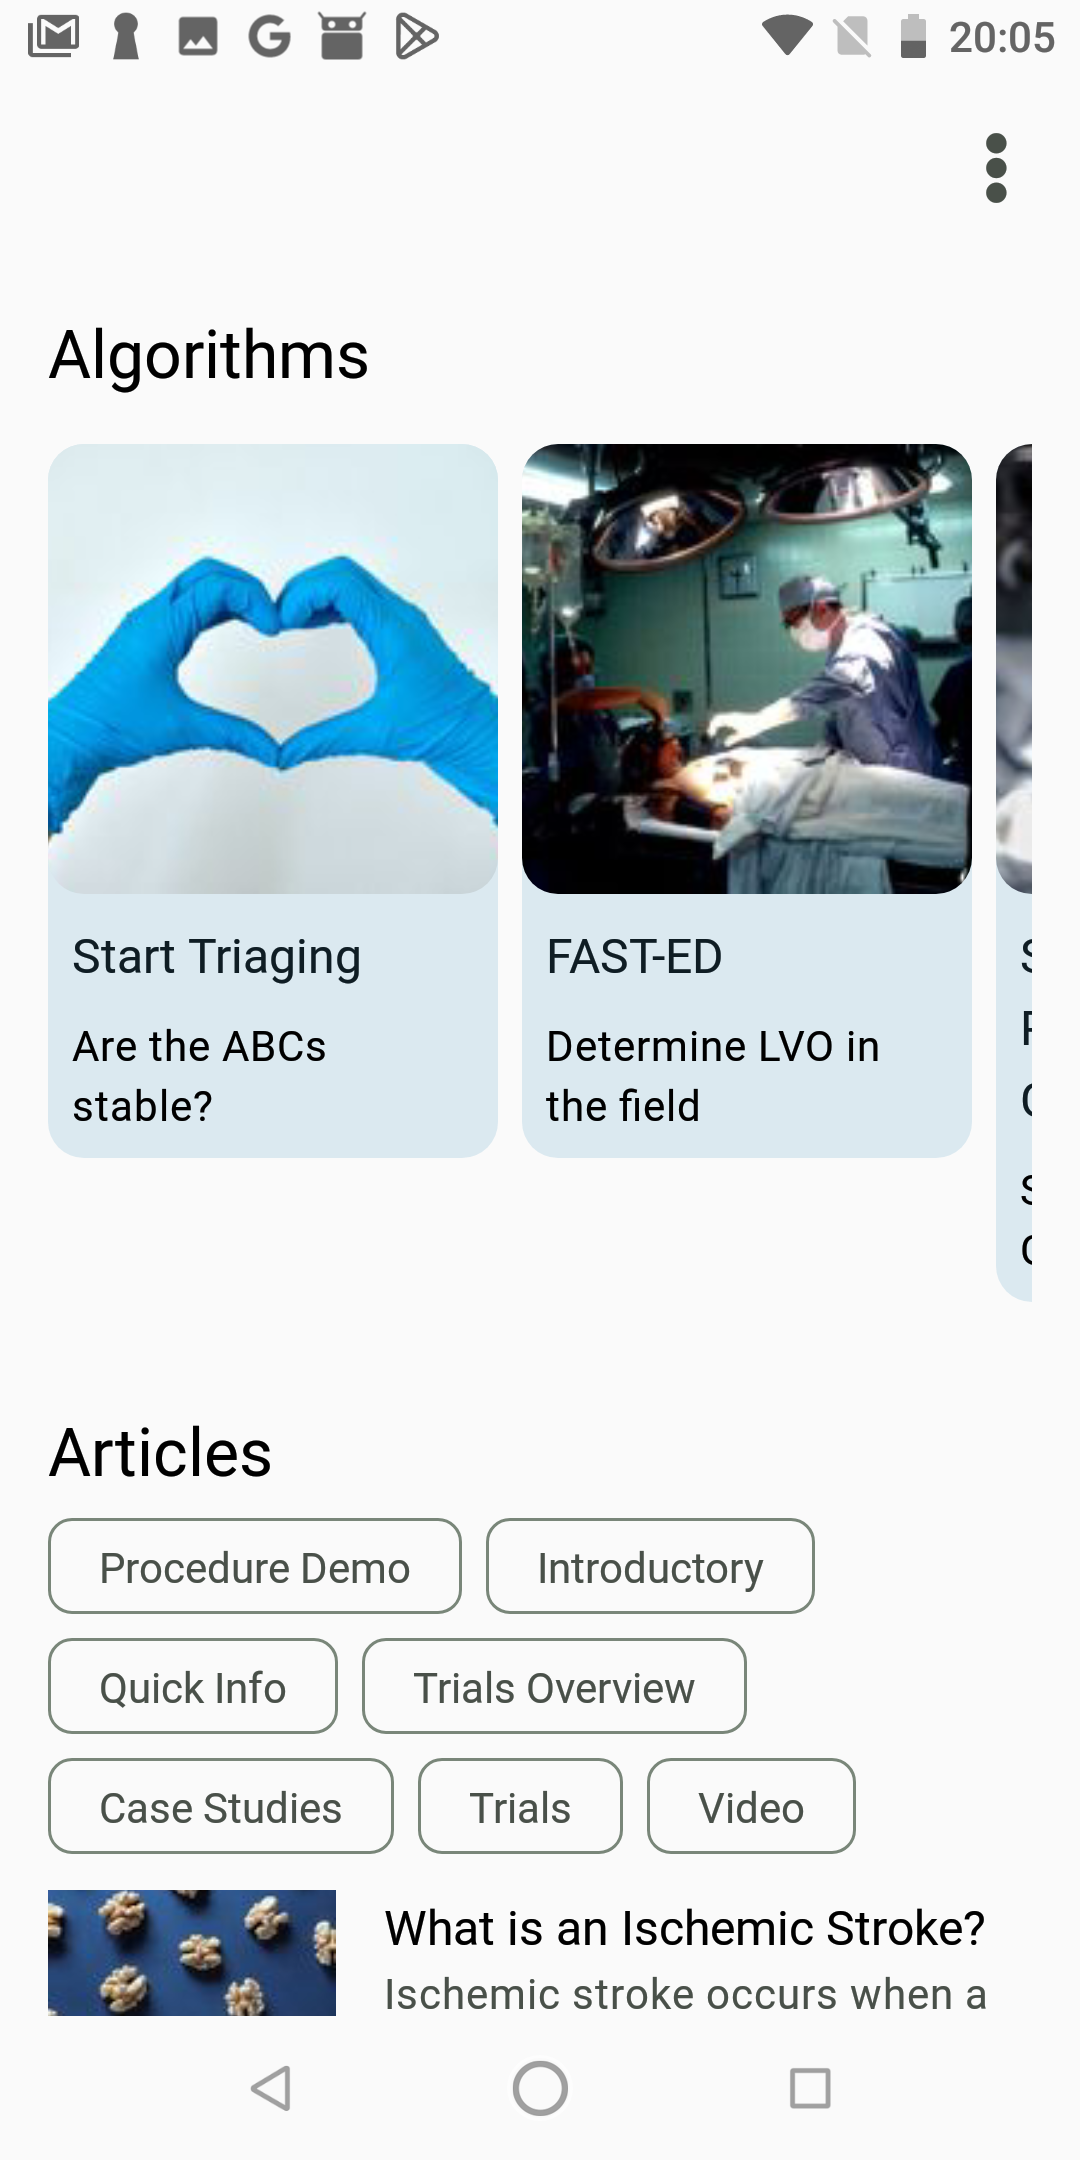 20:05
Algorithms
Start Triaging
Are the ABCs
stable?
FAST-ED
Determine LVO in
the field
Articles
Procedure Demo
Introductory
Quick Info
Trials Overview
Case Studies
Trials
Video
What is an Ischemic Stroke?
Ischemic stroke occurs when a